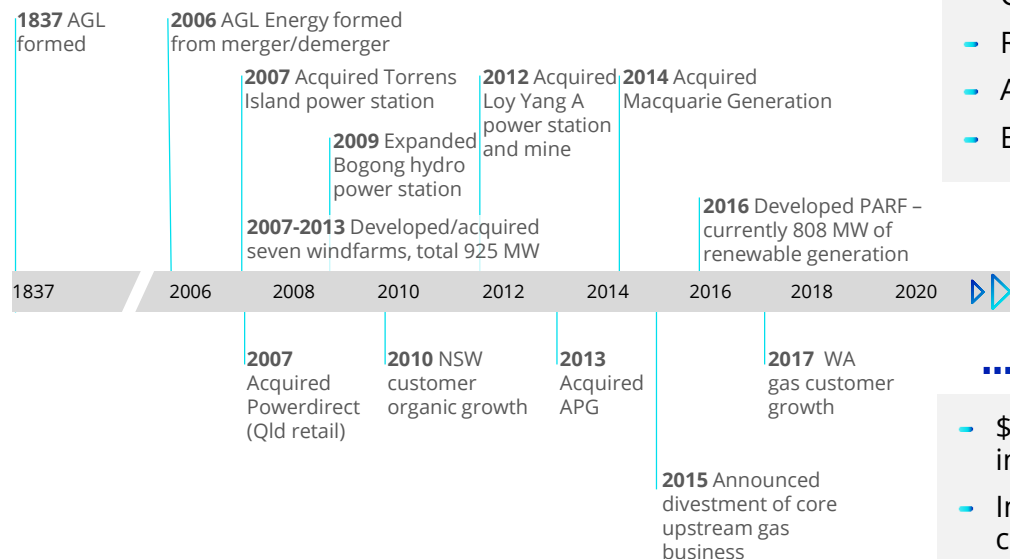 1837 AGL
formed
2006 AGL Energy formed
from merger/demerger
2007 Acquired Torrens
Island power station
2012 Acquired
Loy Yang A
power station
and mine
2014 Acquired
Macquarie Generation
2009 Expanded
Bogong hydro
power station
2007-2013 Developed/acquired
seven windfarms, total 925 MW
2016 Developed PARF –
currently 808 MW of
renewable generation
1837 2006 2008 2010 2012 2014 2016 2018 2020
2007
Acquired
Powerdirect
(Qld retail)
2010 NSW
customer
organic growth
2013
Acquired
APG
2017 WA
gas customer
growth
2015 Announced
divestment of core
upstream gas
business